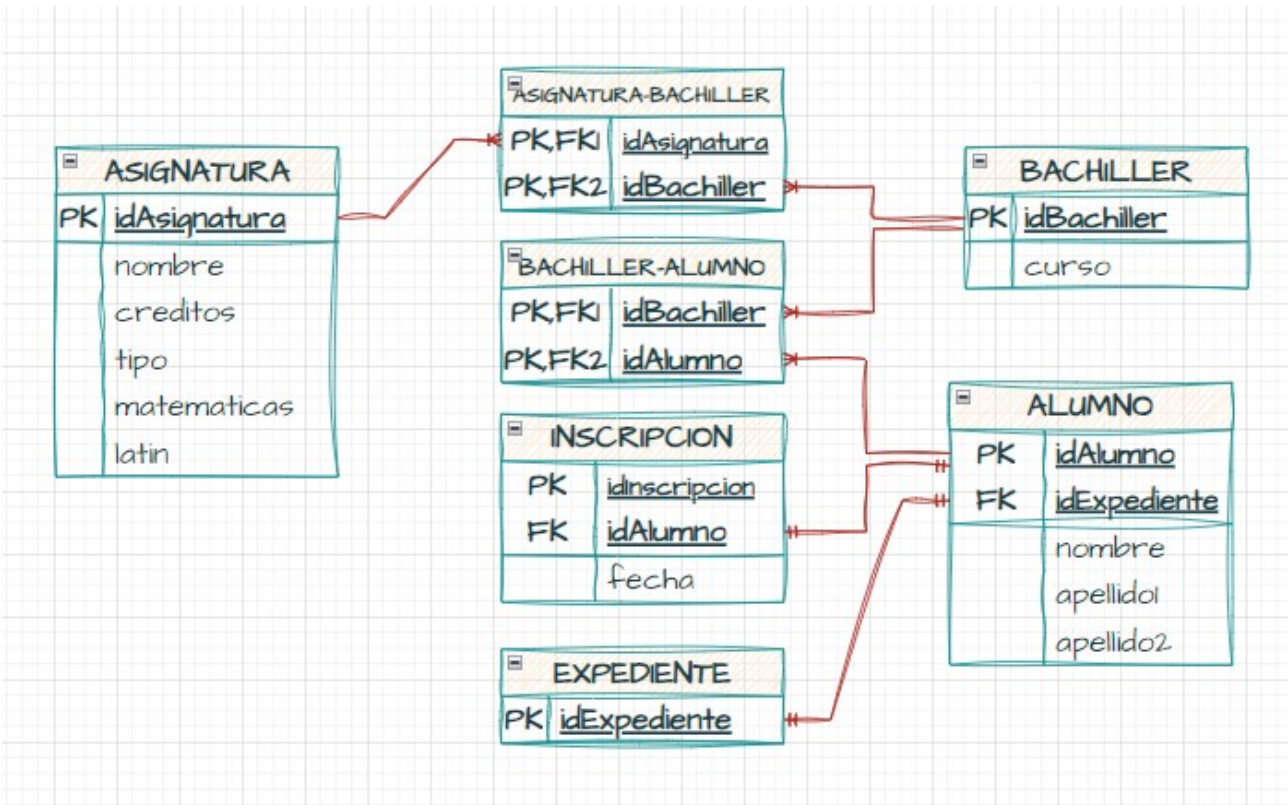 ASIGNATURA
PK idAsignatura
nombre
creditos
tipo
matematicas
latin
ASIGNATURA-BACHILLER
PK,FK1 idAsignatura
PK,FK2 idBachiller
BACHILLER-ALUMNO
PK,FK1 idBachiller
PK,FK2 idAlumno
INSCRIPCION
PK idInscripcion
FK idAlumno
fecha
EXPEDIENTE
PK idExpediente
BACHILLER
PK idBachiller
curso
ALUMNO
PK idAlumno
FK idExpediente
nombre
apellido1
apellido2